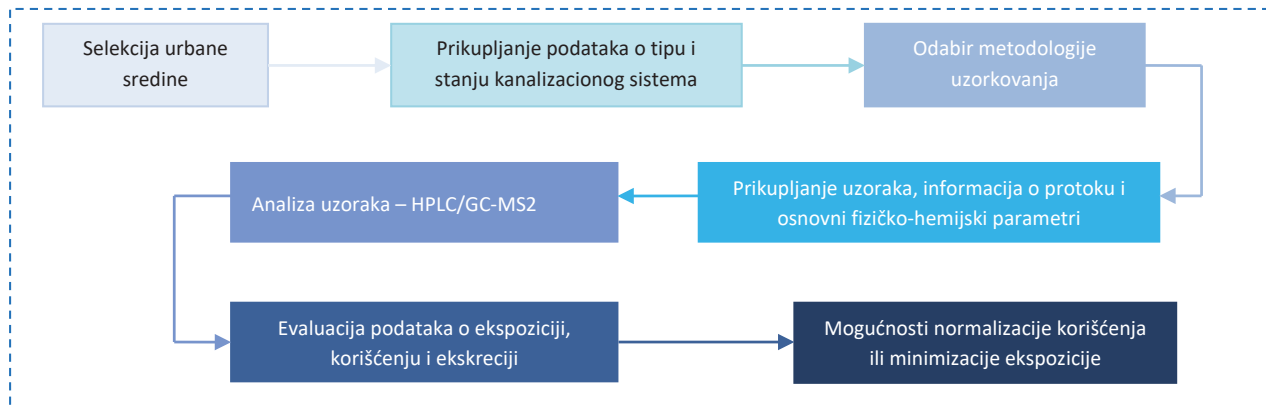 Selekcija urbane
sredine
Prikupljanje podataka o tipu i
stanju kanalizacionog sistema
Odabir metodologije
uzorkovanja
Prikupljanje uzoraka, informacija o protoku i
osnovni fizičko-hemijski parametri
Analiza uzoraka – HPLC/GC-MS2
Evaluacija podataka o ekspoziciji,
korišćenju i ekskreciji
Mogućnosti normalizacije korišćenja
ili minimizacije ekspozicije